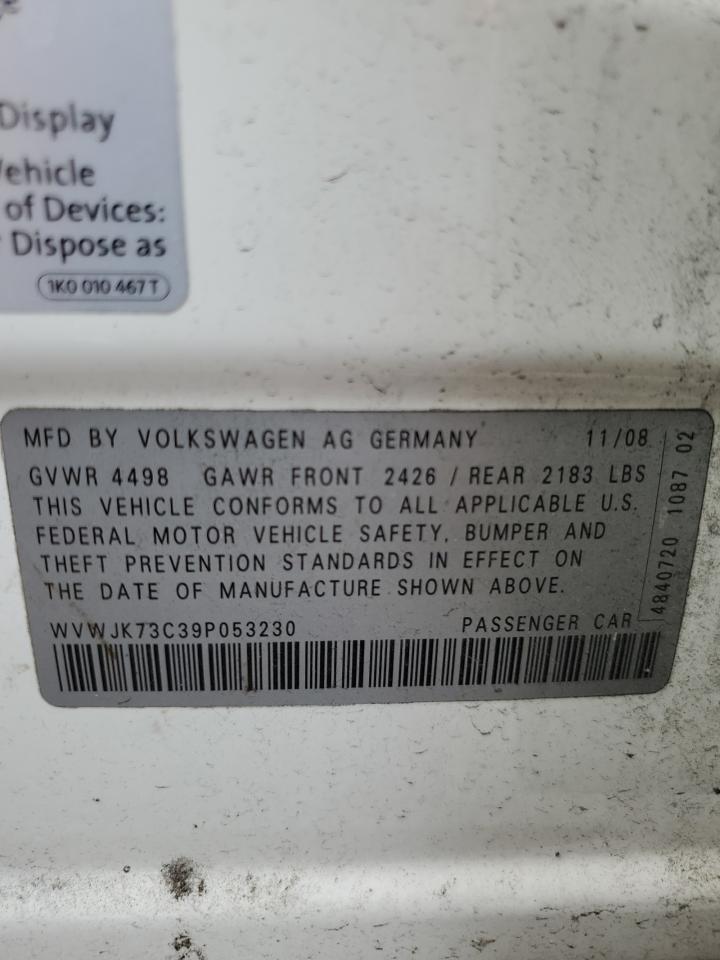 Display
Vehicle
of Devices:
Dispose as
1K0 010 467 T
MFD BY VOLKSWAGEN AG GERMANY 11/08
GVWR 4498 GAWR FRONT 2426 / REAR 2183 LBS
THIS VEHICLE CONFORMS TO ALL APPLICABLE U.S.
FEDERAL MOTOR VEHICLE SAFETY, BUMPER AND
THEFT PREVENTION STANDARDS IN EFFECT ON
THE DATE OF MANUFACTURE SHOWN ABOVE.
WVWJK73C39P053230 PASSENGER CAR
4840720 1087 02